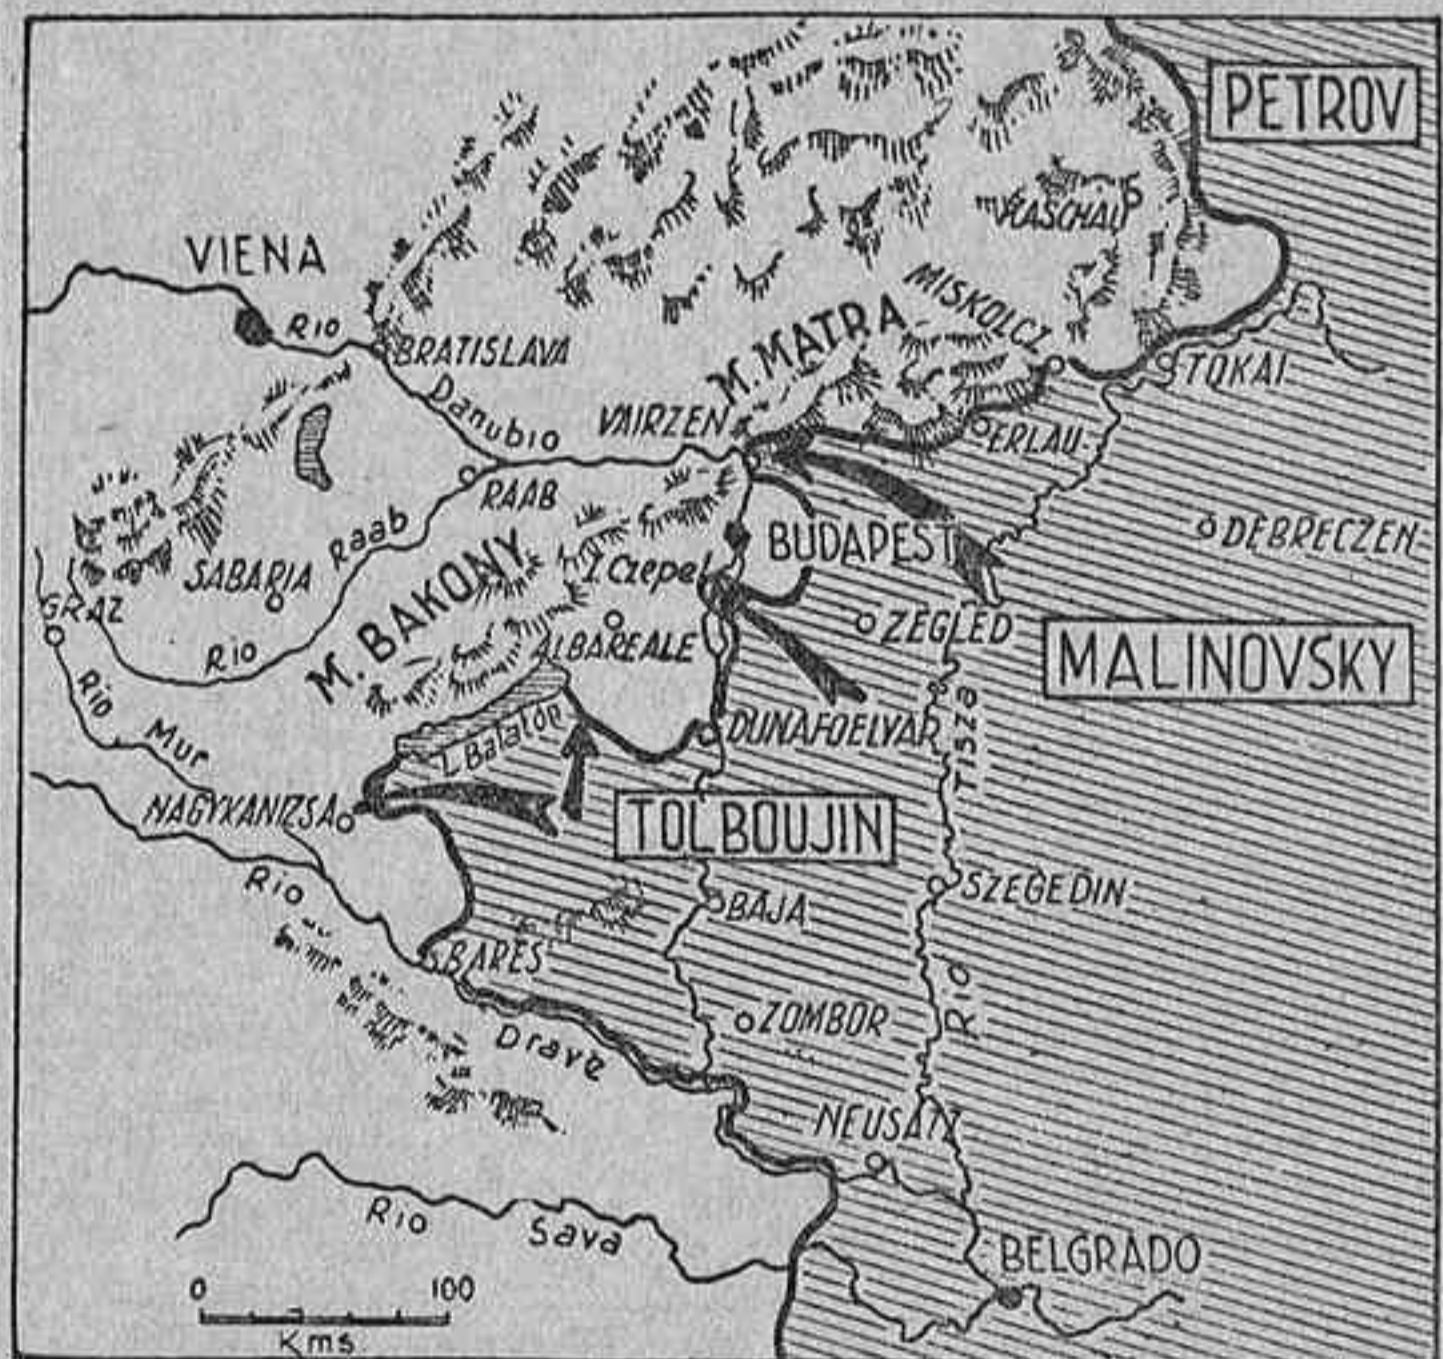 PETROV
VIENA
Rio
BRATISLAVA
Danubio
M. MATRA
MISKOLCZ
TOKAI
VAIRZEN
ERLAU
RAAB
DEBRECZEN
BUDAPEST
I. Czepel
Raab
SABARIA
GRAZ
M. BAKONY
ALBAREALE
ZEGLED
MALINOVSKY
Rio
Rio
Mur
L. Balaton
DUNAFOELVAR
Tisza
NAGYKANIZSA
TOLBOUJIN
Rio
BAJA
SZEGEDIN
BARES
ZOMBOR
Rio
Drave
NEUSATZ
Rio
Sava
BELGRADO
0 100
Kms